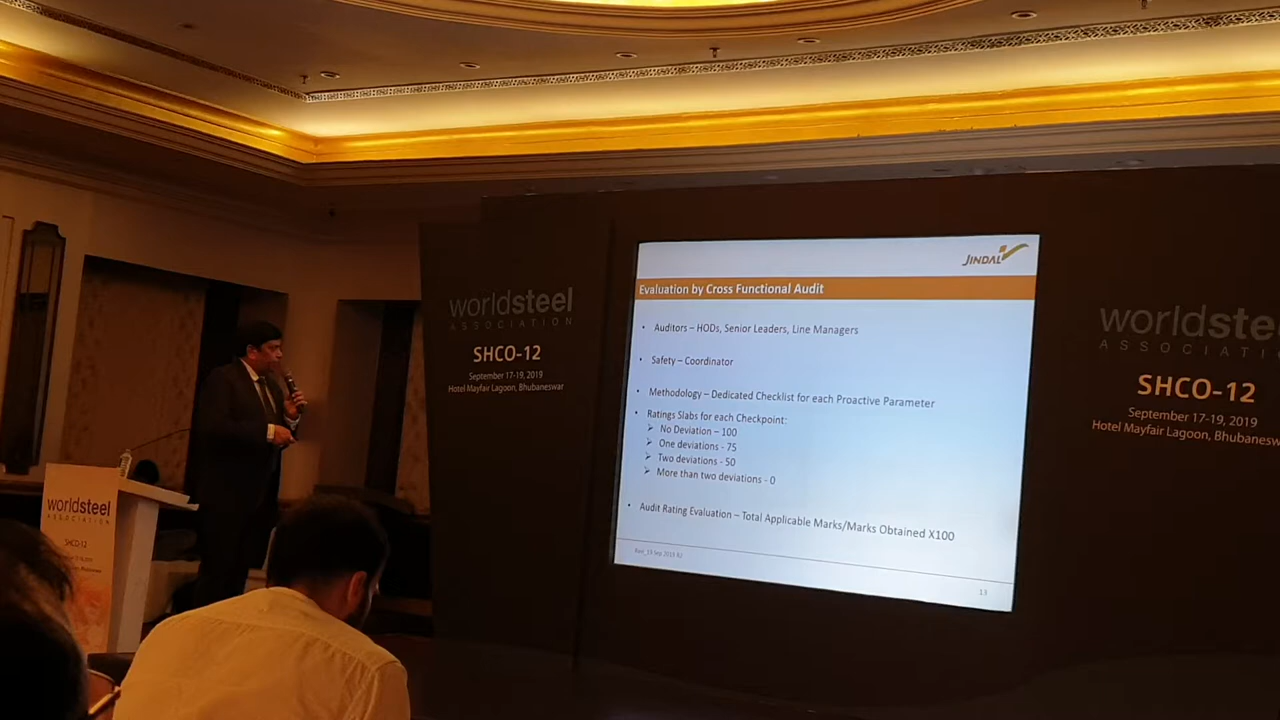 worldsteel
ASSOCIATION
SHCO-12
September 17-19, 2019
Hotel Mayfair Lagoon, Bhubaneswar
JINDAL
Evaluation by Cross Functional Audit
• Auditors – HODs, Senior Leaders, Line Managers
• Safety – Coordinator
• Methodology – Dedicated Checklist for each Proactive Parameter
• Ratings Slabs for each Checkpoint:
➢ No Deviation – 100
➢ One deviations - 75
➢ Two deviations - 50
➢ More than two deviations - 0
• Audit Rating Evaluation – Total Applicable Marks/Marks Obtained X100
13
worldste
ASSOCIATI
SHCO-12
September 17-19, 2019
Hotel Mayfair Lagoon, Bhubanesw
worldsteel
ASSOCIATION
SHCO-12